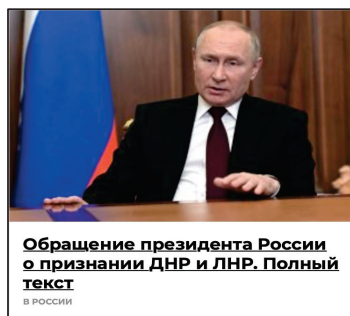 Обращение президента России
о признании ДНР и ЛНР. Полный
текст
В РОССИИ